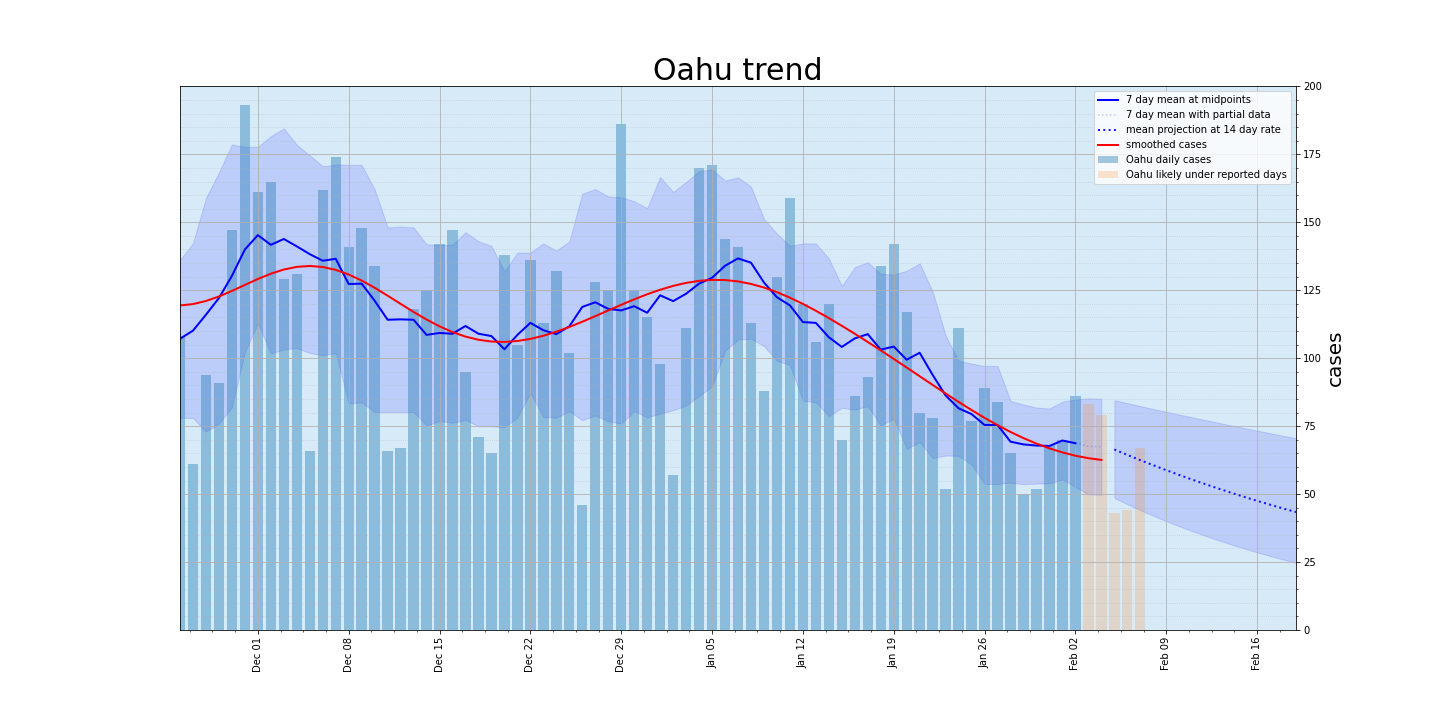 Oahu trend
7 day mean at midpoints
7 day mean with partial data
mean projection at 14 day rate
smoothed cases
Oahu daily cases
Oahu likely under reported days
200
175
150
125
100
75
50
25
0
cases
Dec 01
Dec 08
Dec 15
Dec 22
Dec 29
Jan 05
Jan 12
Jan 19
Jan 26
Feb 02
Feb 09
Feb 16